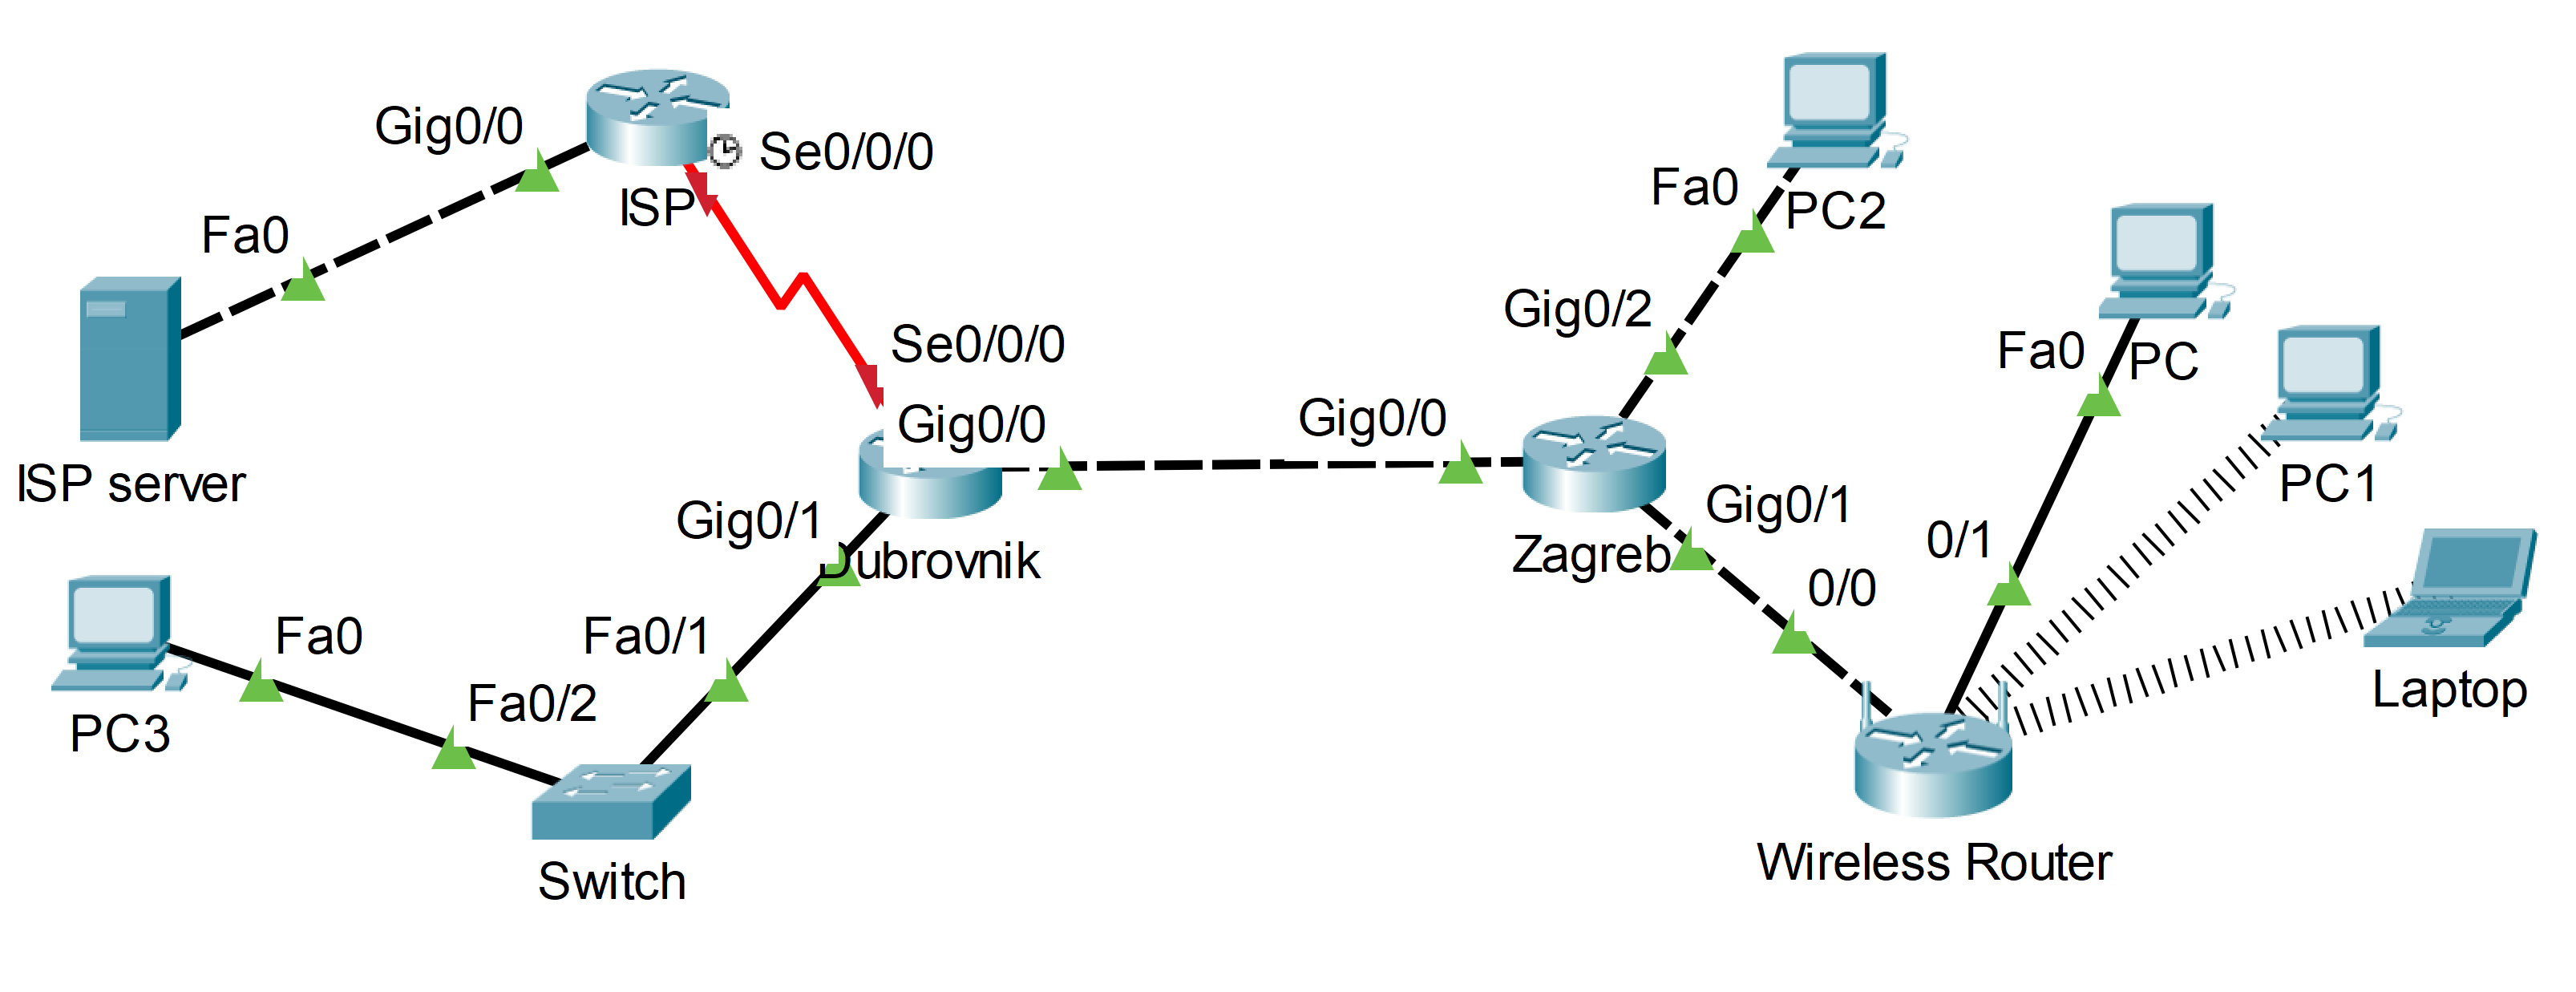 Gig0/0
Se0/0/0
ISP
Fa0
ISP server
Se0/0/0
Gig0/0
Gig0/1
Dubrovnik
Fa0
Fa0/1
Fa0/2
PC3
Switch
Fa0
PC2
Gig0/2
Gig0/0
Zagreb
Gig0/1
0/0
Fa0
PC
PC1
0/1
Laptop
Wireless Router